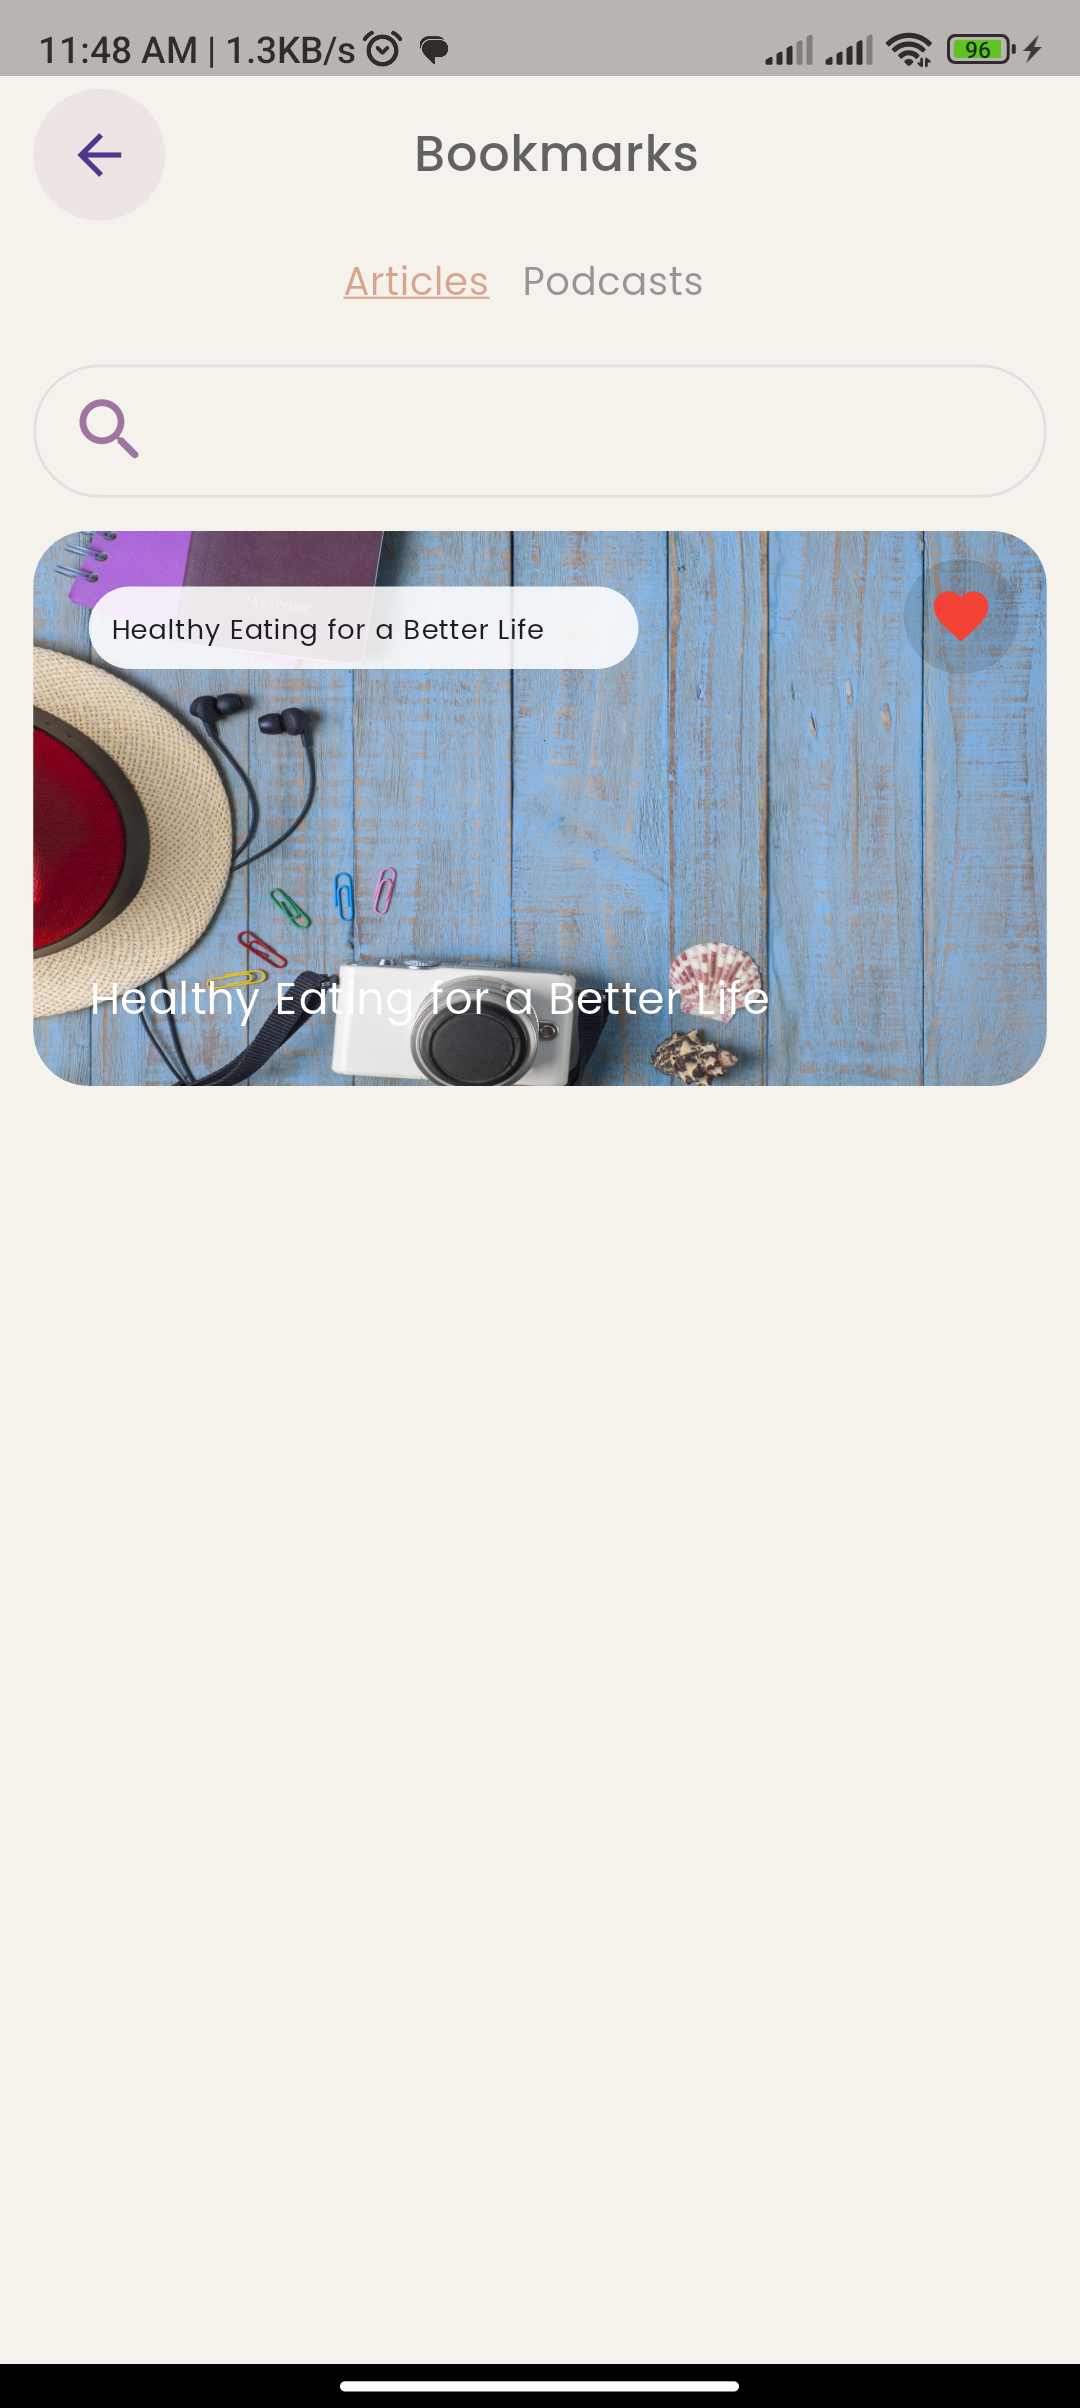 11:48 AM | 1.3KB/s 96
Bookmarks
Articles Podcasts
PASSPORT
Healthy Eating for a Better Life
Healthy Eating for a Better Life